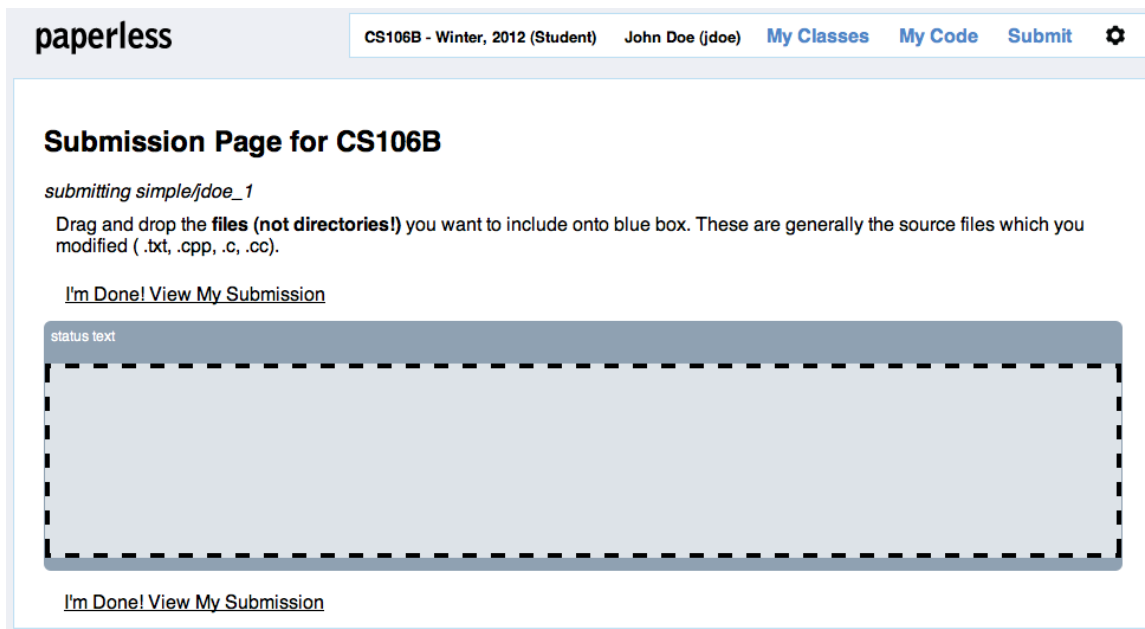 paperless
CS106B - Winter, 2012 (Student) John Doe (jdoe) My Classes My Code Submit
Submission Page for CS106B
submitting simple/jdoe_1
Drag and drop the files (not directories!) you want to include onto blue box. These are generally the source files which you
modified ( .txt, .cpp, .c, .cc).
I'm Done! View My Submission
status text
I'm Done! View My Submission